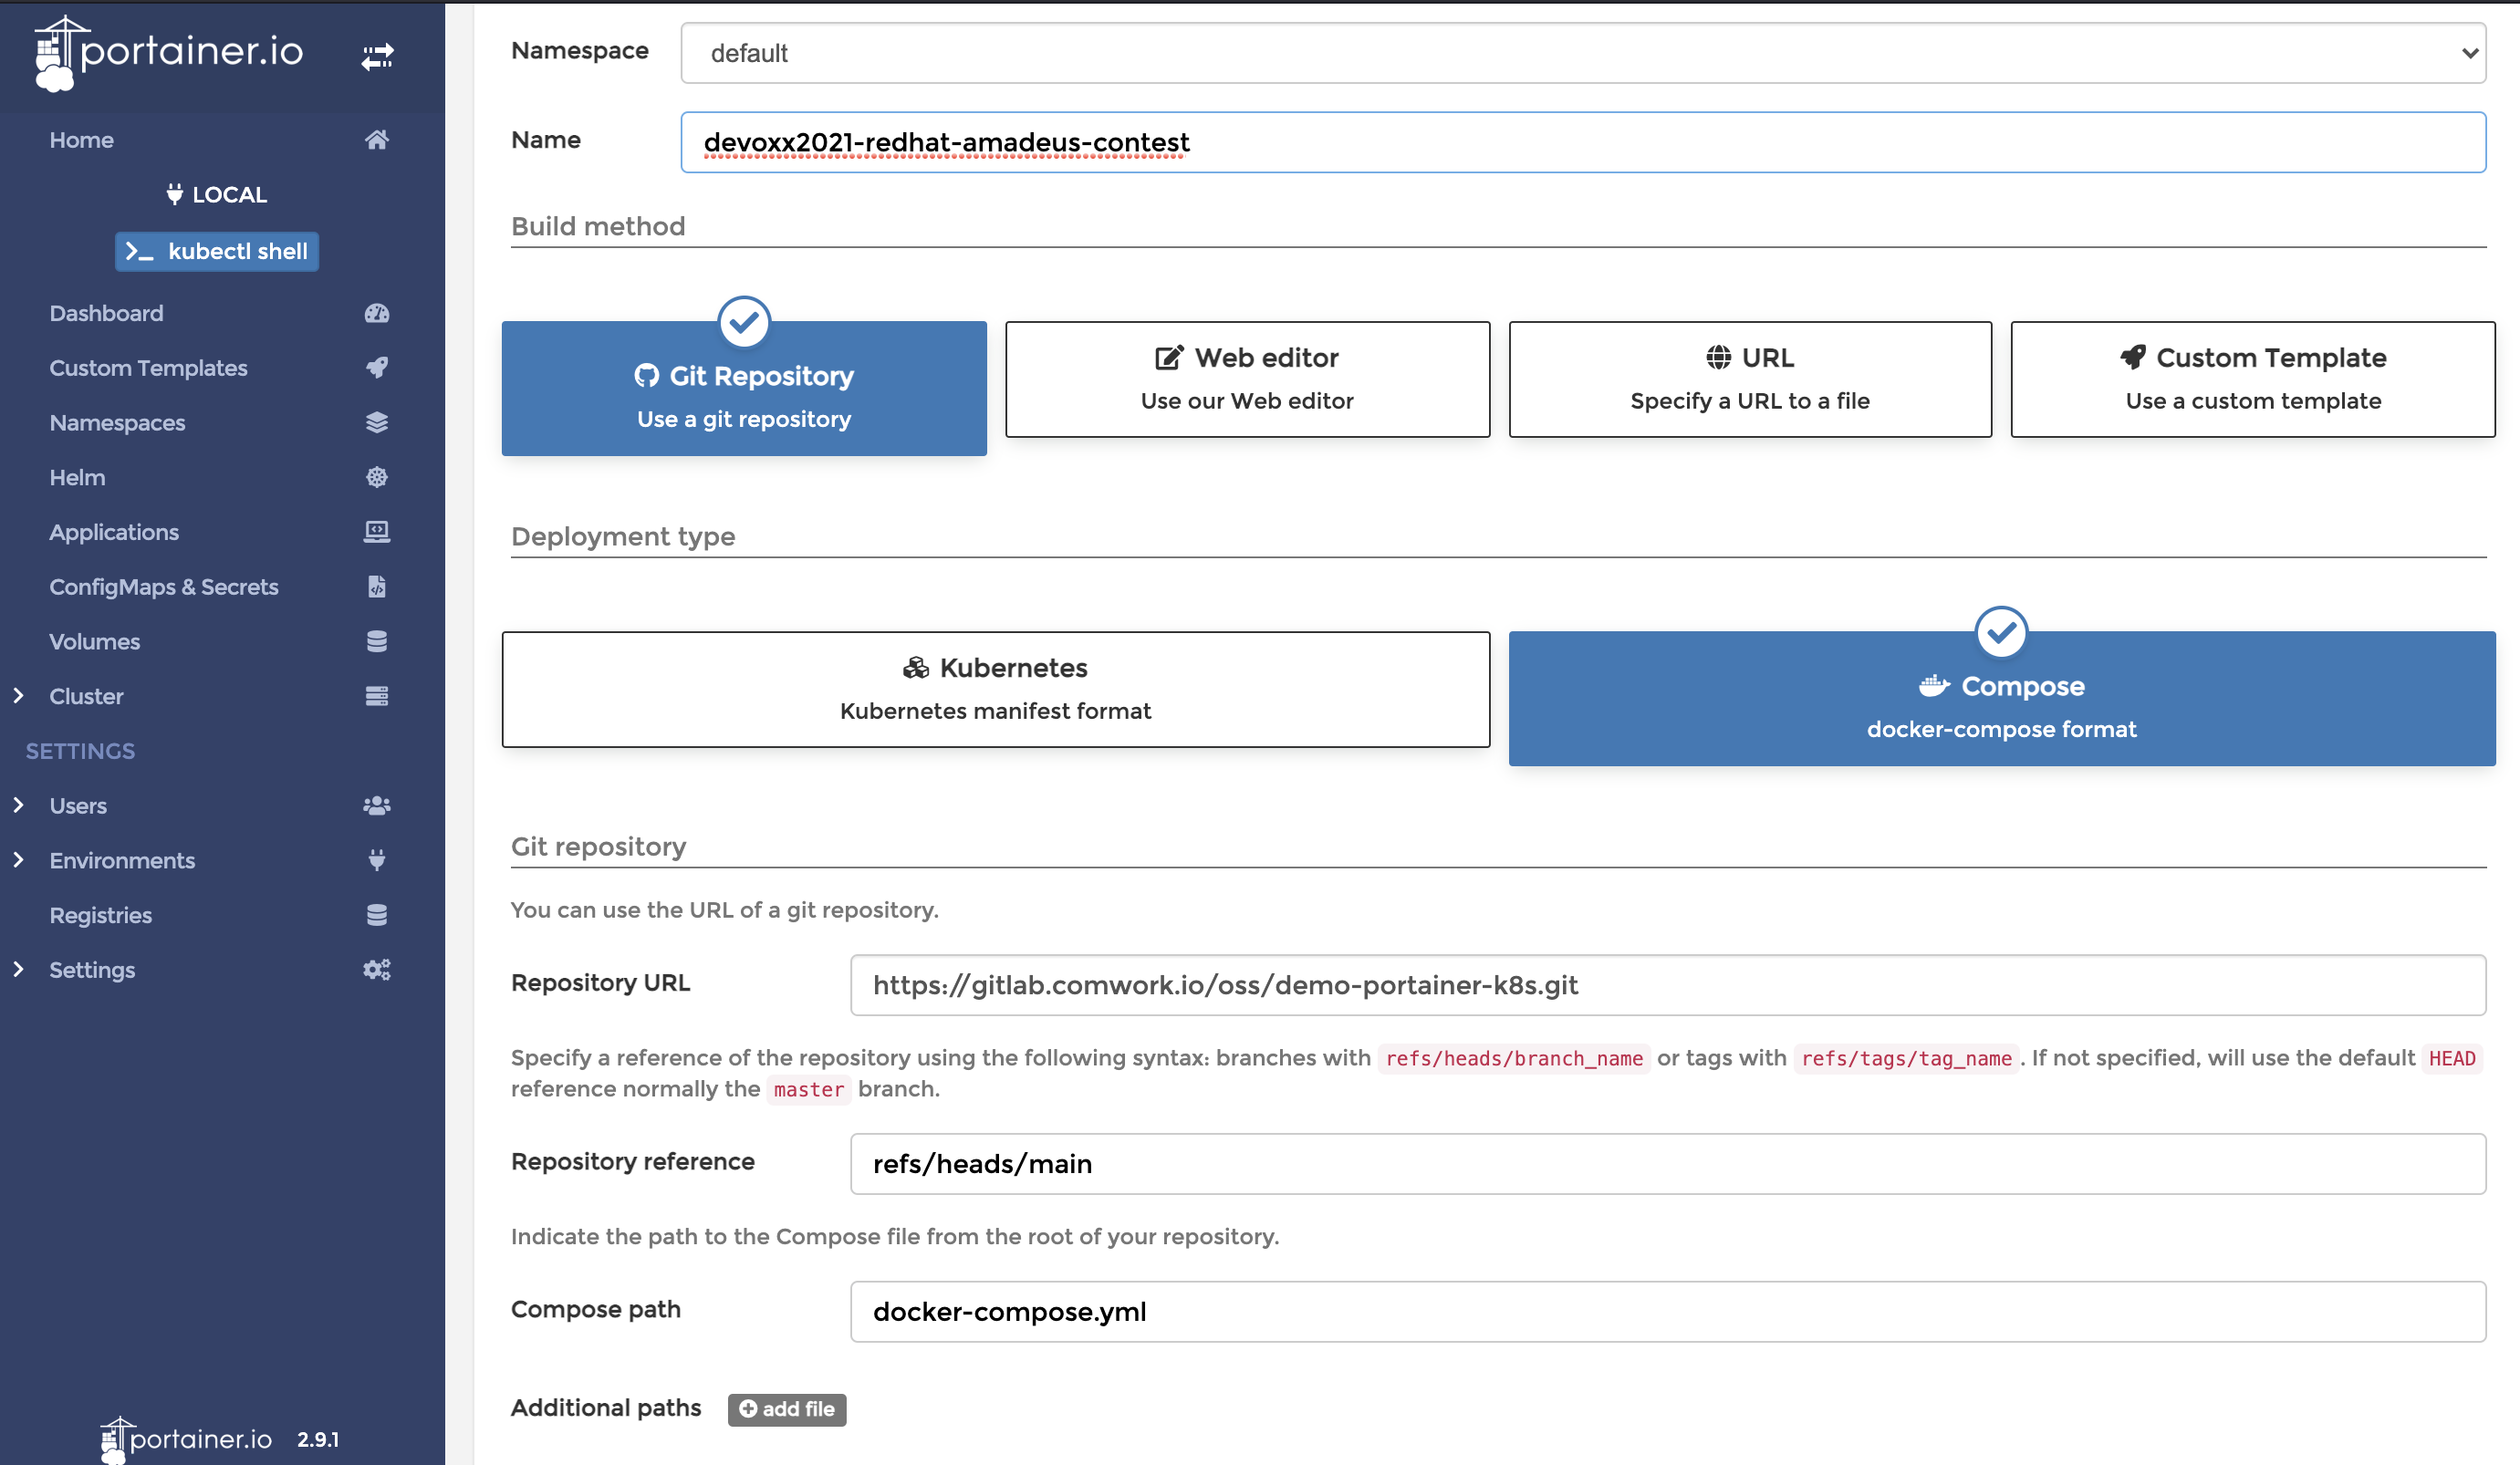 portainer.io
Home
LOCAL
kubectl shell
Dashboard
Custom Templates
Namespaces
Helm
Applications
ConfigMaps & Secrets
Volumes
Cluster
SETTINGS
Users
Environments
Registries
Settings
portainer.io 2.9.1
Namespace default
Name devoxx2021-redhat-amadeus-contest
Build method
Git Repository
Use a git repository
Web editor
Use our Web editor
URL
Specify a URL to a file
Custom Template
Use a custom template
Deployment type
Kubernetes
Kubernetes manifest format
Compose
docker-compose format
Git repository
You can use the URL of a git repository.
Repository URL https://gitlab.comwork.io/oss/demo-portainer-k8s.git
Specify a reference of the repository using the following syntax: branches with refs/heads/branch_name or tags with refs/tags/tag_name. If not specified, will use the default HEAD
reference normally the master branch.
Repository reference refs/heads/main
Indicate the path to the Compose file from the root of your repository.
Compose path docker-compose.yml
Additional paths add file